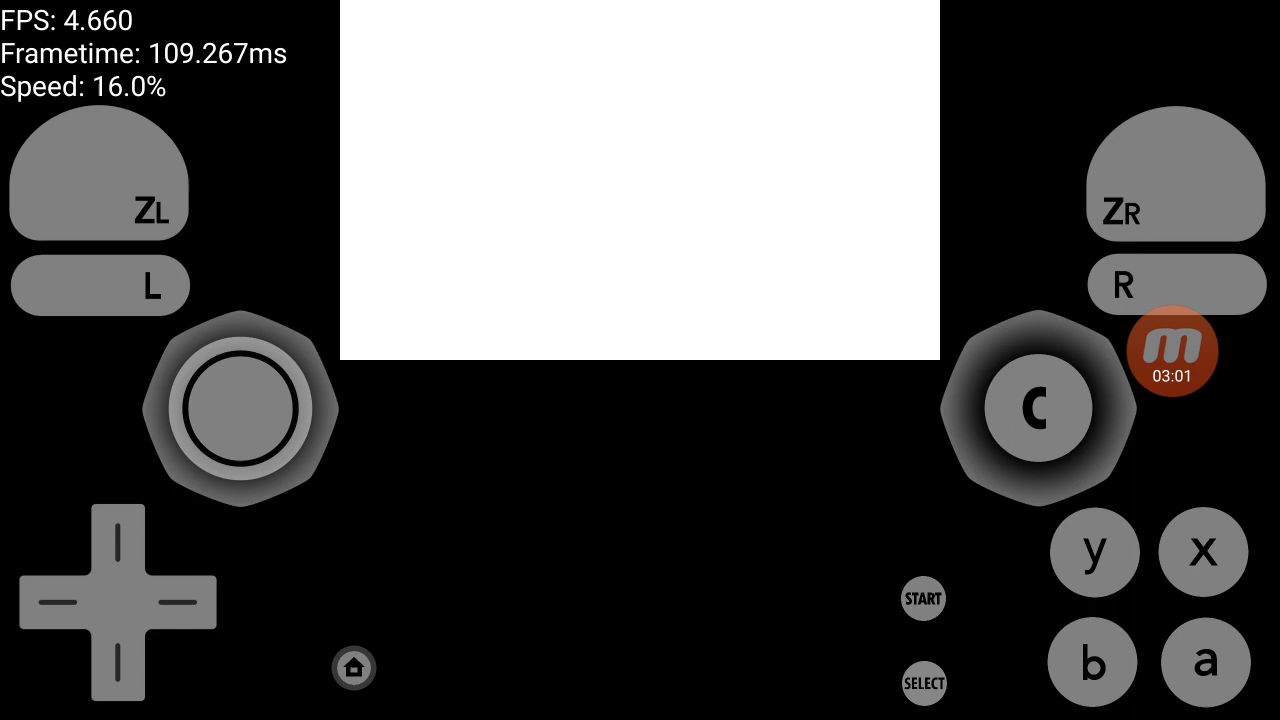 FPS: 4.660
Frametime: 109.267ms
Speed: 16.0%
ZL
ZR
L
R
m
03:01
C
y
x
START
b
a
SELECT